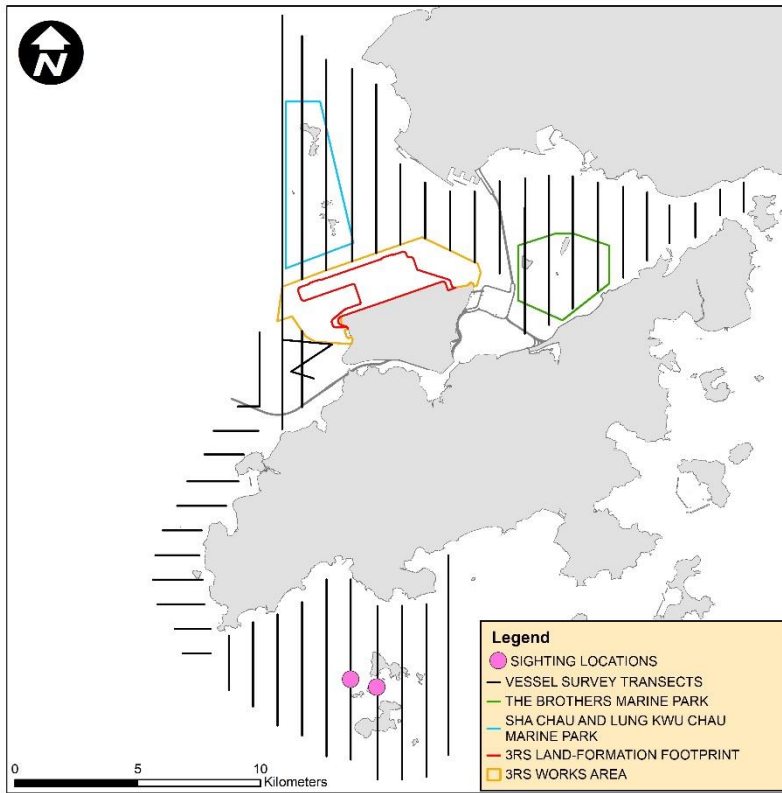 N
Legend
SIGHTING LOCATIONS
VESSEL SURVEY TRANSECTS
THE BROTHERS MARINE PARK
SHA CHAU AND LUNG KWU CHAU
MARINE PARK
3RS LAND-FORMATION FOOTPRINT
3RS WORKS AREA
0 5 10
Kilometers